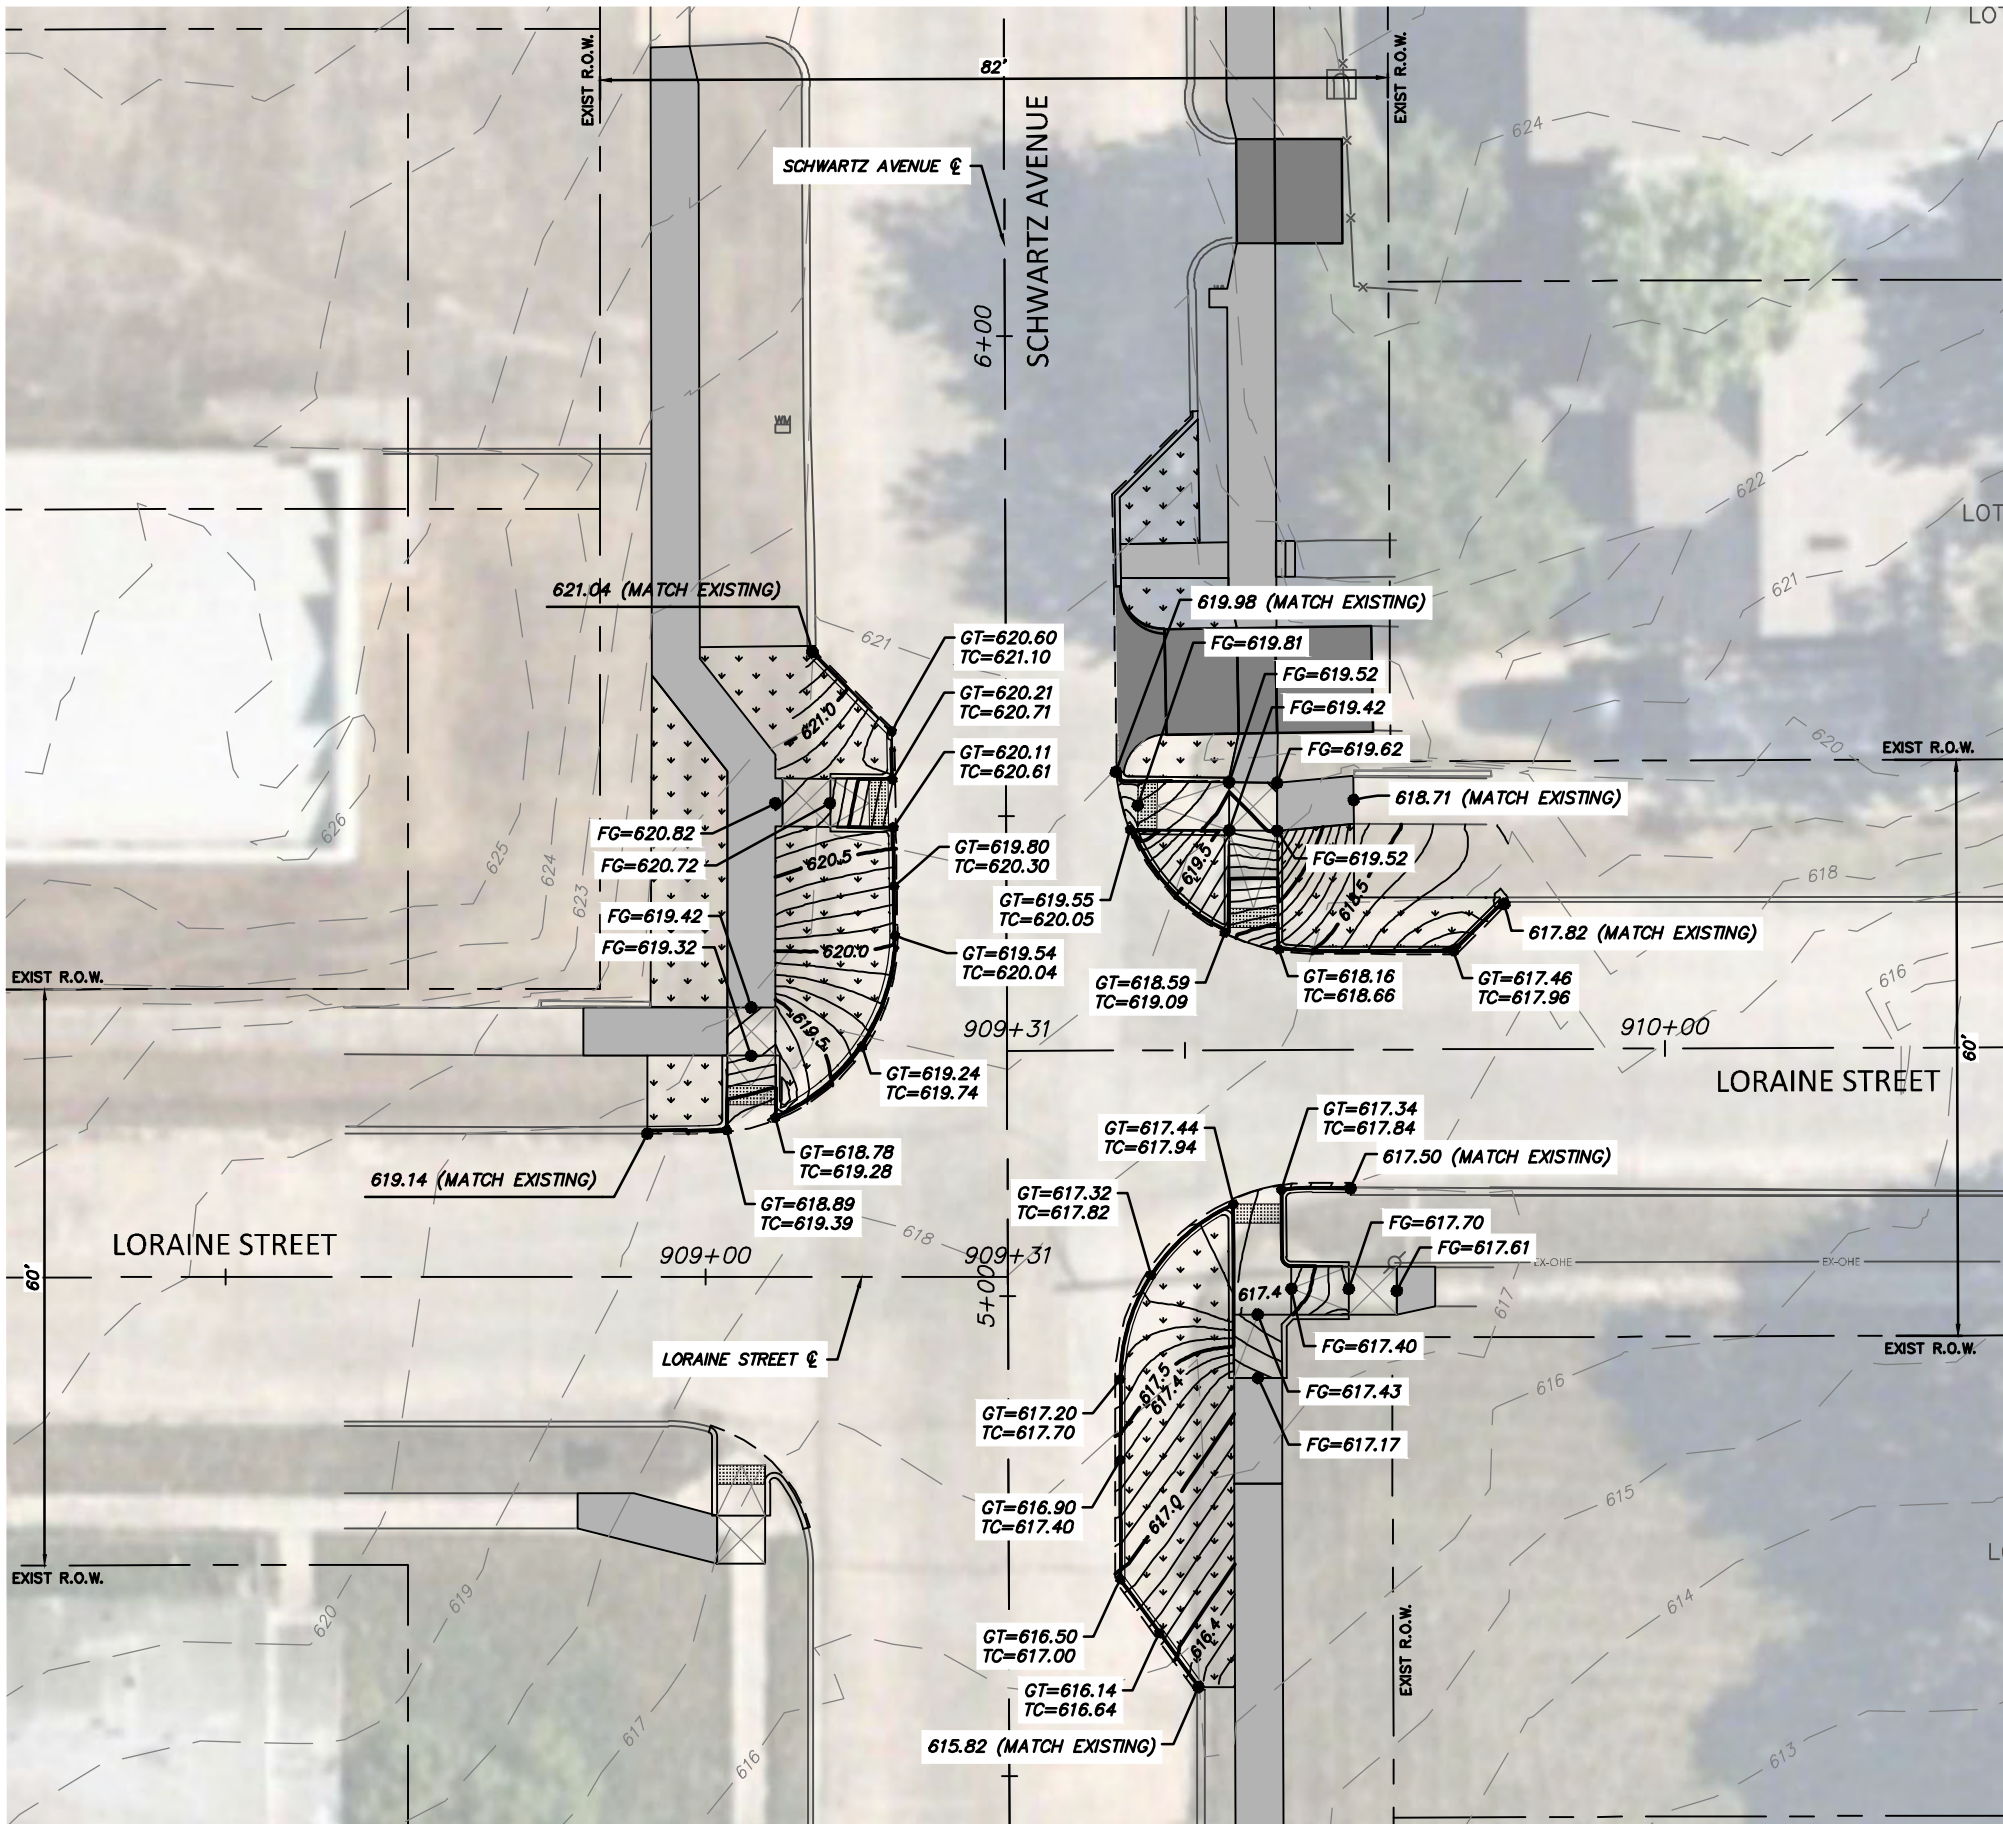 LOT
EXIST R.O.W.
82'
EXIST R.O.W.
SCHWARTZ AVENUE
624
SCHWARTZ AVENUE ℄
6+00
WM
622
LOT
621.04 (MATCH EXISTING)
621
619.98 (MATCH EXISTING)
621
GT=620.60
TC=621.10
FG=619.81
FG=619.52
GT=620.21
TC=620.71
FG=619.42
621.0
620
EXIST R.O.W.
GT=620.11
TC=620.61
FG=619.62
618.71 (MATCH EXISTING)
626
625
624
623
FG=620.82
FG=620.72
620.5
GT=619.80
TC=620.30
619.5
FG=619.52
618
618.5
GT=619.55
TC=620.05
FG=619.42
FG=619.32
620.0
GT=619.54
TC=620.04
617.82 (MATCH EXISTING)
EXIST R.O.W.
GT=618.59
TC=619.09
GT=618.16
TC=618.66
GT=617.46
TC=617.96
616
619.5
909+31
910+00
60'
LORAINE STREET
GT=619.24
TC=619.74
GT=617.34
TC=617.84
GT=617.44
TC=617.94
GT=618.78
TC=619.28
617.50 (MATCH EXISTING)
619.14 (MATCH EXISTING)
GT=618.89
TC=619.39
GT=617.32
TC=617.82
FG=617.70
618
LORAINE STREET
909+00
909+31
FG=617.61
EX-OHE
EX-OHE
60'
5+00
617.4
617
FG=617.40
EXIST R.O.W.
LORAINE STREET ℄
617.5
617.4
FG=617.43
616
GT=617.20
TC=617.70
FG=617.17
GT=616.90
TC=617.40
617.0
615
EXIST R.O.W.
620
619
GT=616.50
TC=617.00
616.4
EXIST R.O.W.
614
GT=616.14
TC=616.64
617
616
615.82 (MATCH EXISTING)
613